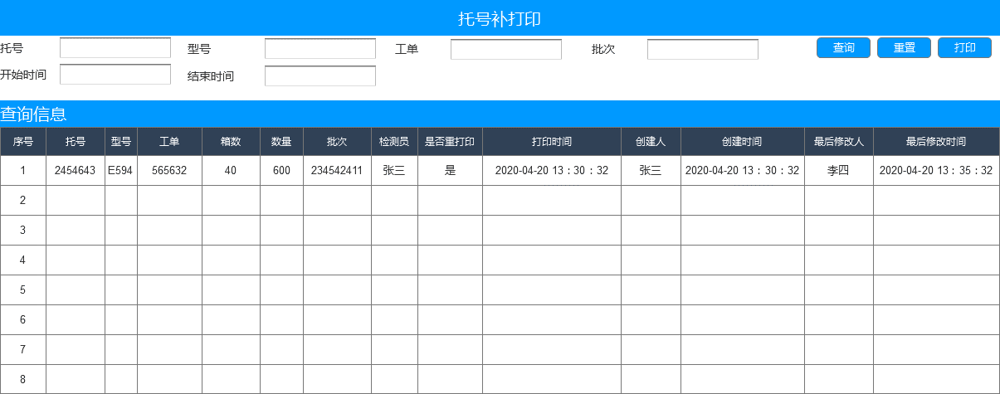 托号补打印
托号 型号 工单 批次 查询 重置 打印
开始时间 结束时间
查询信息
序号 托号 型号 工单 箱数 数量 批次 检测员 是否重打印 打印时间 创建人 创建时间 最后修改人 最后修改时间
1 2454643 E594 565632 40 600 234542411 张三 是 2020-04-20 13：30：32 张三 2020-04-20 13：30：32 李四 2020-04-20 13：35：32
2
3
4
5
6
7
8